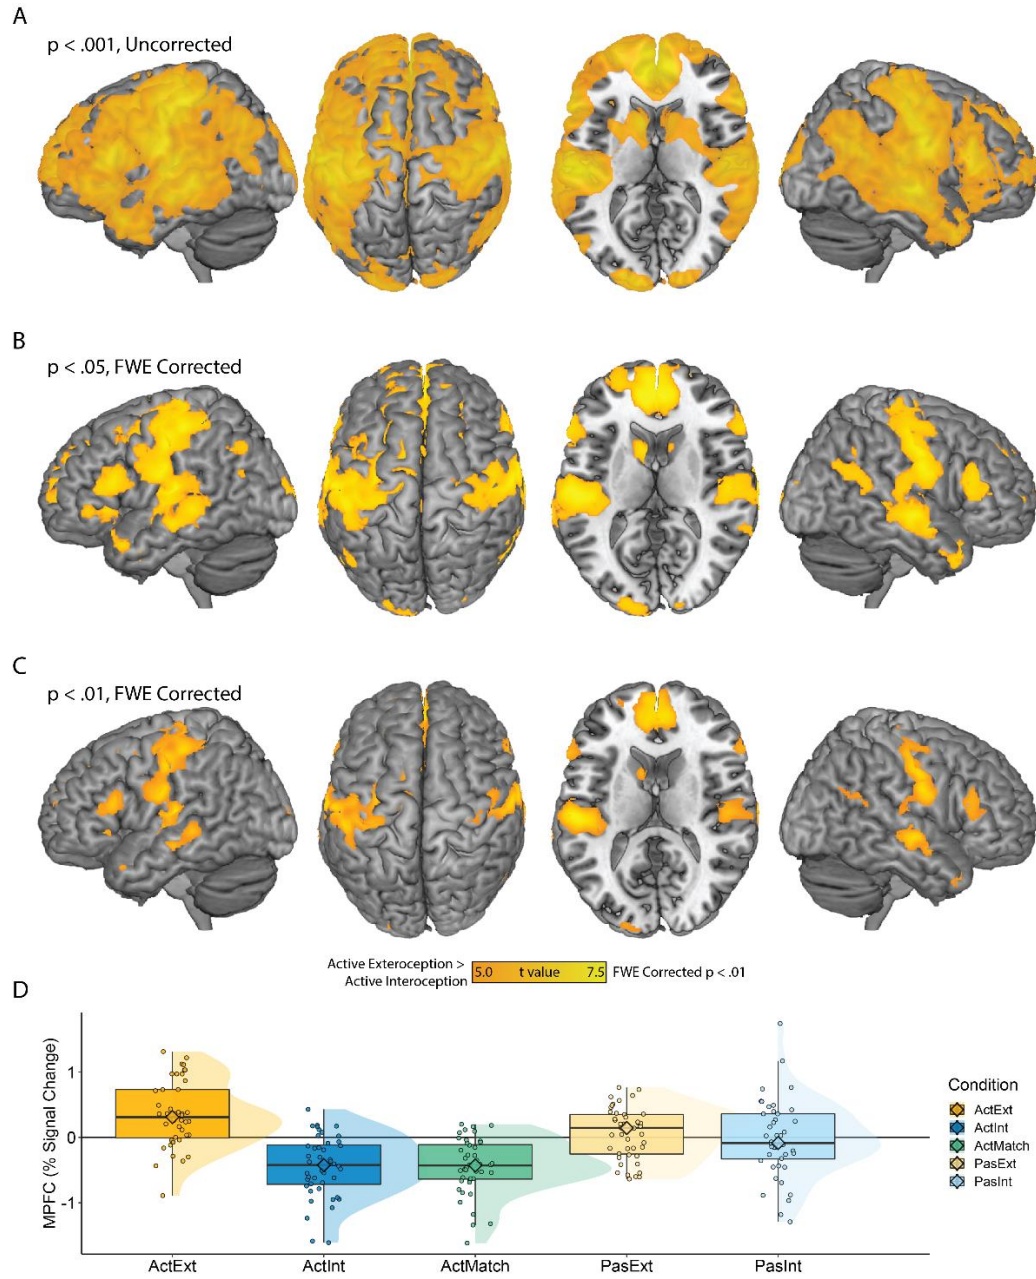 A
p < .001, Uncorrected
B
p < .05, FWE Corrected
C
p < .01, FWE Corrected
Active Exteroception >
Active Interoception
5.0 t value 7.5
FWE Corrected p < .01
D
MPFC (% Signal Change)
1
0
-1
ActExt ActInt ActMatch PasExt PasInt
Condition
ActExt
ActInt
ActMatch
PasExt
PasInt